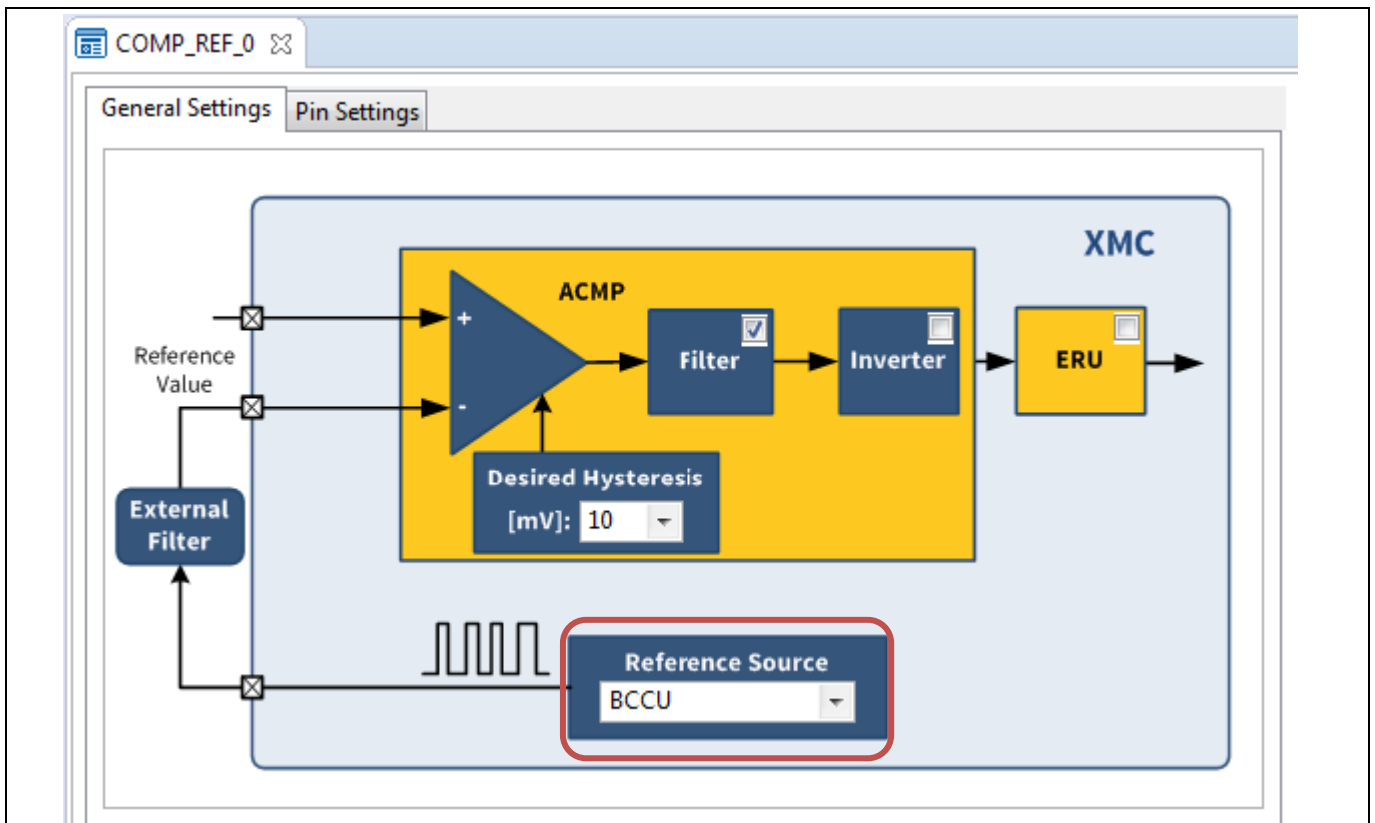 COMP_REF_0
General Settings
Pin Settings
XMC
ACMP
+
-
Filter
Inverter
ERU
Reference
Value
Desired Hysteresis
[mV]: 10
External
Filter
Reference Source
BCCU